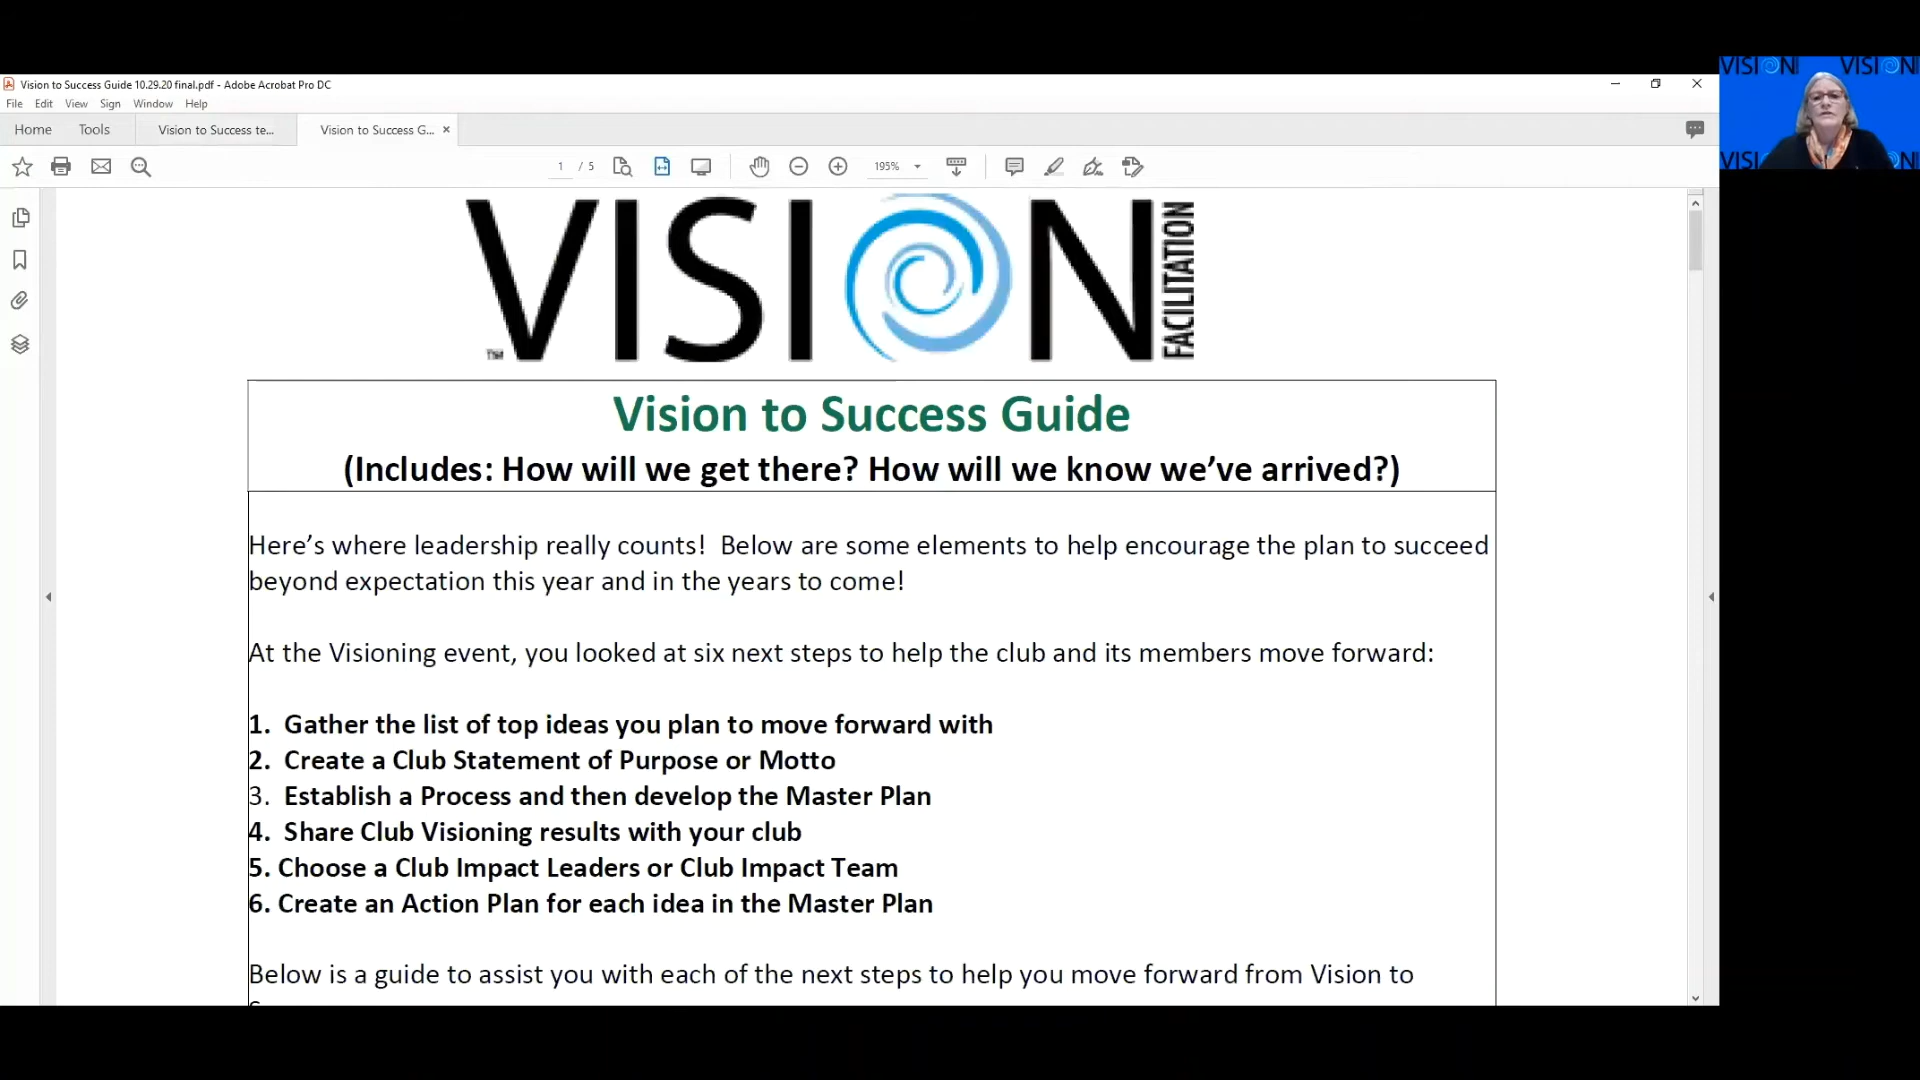 Vision to Success Guide 10.29.20 final.pdf - Adobe Acrobat Pro DC
File Edit View Sign Window Help
Home Tools Vision to Success te... Vision to Success G... ×
1 / 5 195%
VISION
FACILITATION
TM
Vision to Success Guide
(Includes: How will we get there? How will we know we’ve arrived?)
Here’s where leadership really counts!  Below are some elements to help encourage the plan to succeed
beyond expectation this year and in the years to come!
At the Visioning event, you looked at six next steps to help the club and its members move forward:
1. Gather the list of top ideas you plan to move forward with
2. Create a Club Statement of Purpose or Motto
3. Establish a Process and then develop the Master Plan
4. Share Club Visioning results with your club
5. Choose a Club Impact Leaders or Club Impact Team
6. Create an Action Plan for each idea in the Master Plan
Below is a guide to assist you with each of the next steps to help you move forward from Vision to
VISION VISION